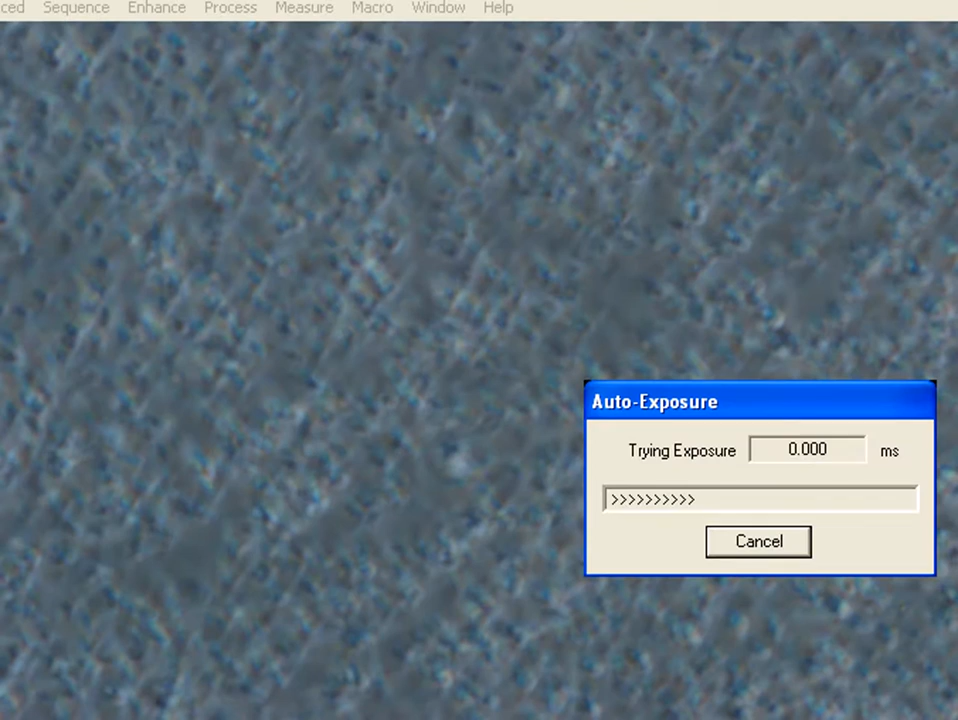 ced Sequence Enhance Process Measure Macro Window Help
Auto-Exposure
Trying Exposure 0.000 ms
>>>>>>>>>>
Cancel